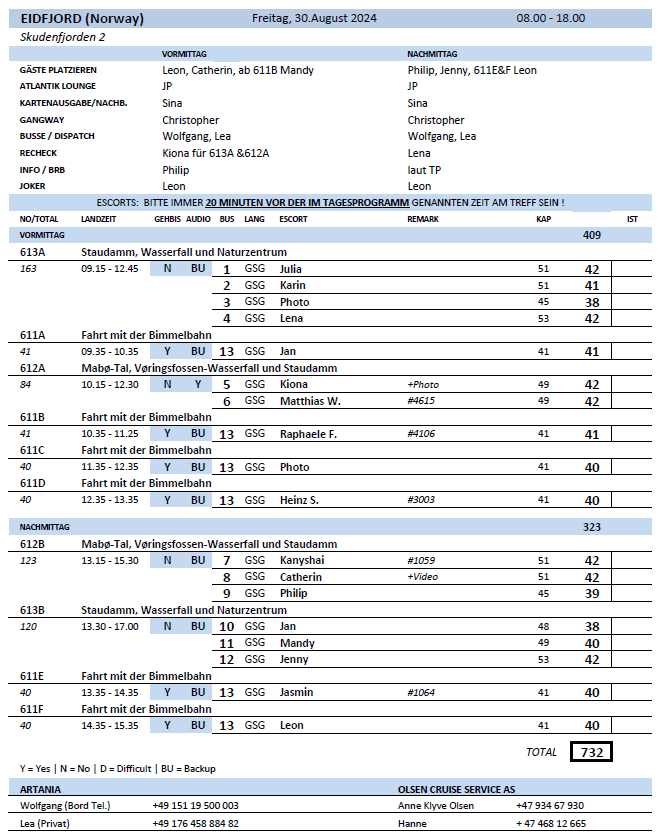 EIDFJORD (Norway) Freitag, 30.August 2024 08.00 - 18.00
Skudenfjorden 2
VORMITTAG NACHMITTAG
GÄSTE PLATZIEREN Leon, Catherin, ab 611B Mandy Philip, Jenny, 611E&F Leon
ATLANTIK LOUNGE JP JP
KARTENAUSGABE/NACHB. Sina Sina
GANGWAY Christopher Christopher
BUSSE / DISPATCH Wolfgang, Lea Wolfgang, Lea
RECHECK Kiona für 613A &612A Lena
INFO / BRB Philip laut TP
JOKER Leon Leon
ESCORTS: BITTE IMMER 20 MINUTEN VOR DER IM TAGESPROGRAMM GENANNTEN ZEIT AM TREFF SEIN !
NO/TOTAL LANDZEIT GEHBIS AUDIO BUS LANG ESCORT REMARK KAP IST
VORMITTAG 409
613A Staudamm, Wasserfall und Naturzentrum
163 09.15 - 12.45 N BU 1 GSG Julia 51 42
2 GSG Karin 51 41
3 GSG Photo 45 38
4 GSG Lena 53 42
611A Fahrt mit der Bimmelbahn
41 09.35 - 10.35 Y BU 13 GSG Jan 41 41
612A Mabø-Tal, Vøringsfossen-Wasserfall und Staudamm
84 10.15 - 12.30 N Y 5 GSG Kiona +Photo 49 42
6 GSG Matthias W. #4615 49 42
611B Fahrt mit der Bimmelbahn
41 10.35 - 11.25 Y BU 13 GSG Raphaele F. #4106 41 41
611C Fahrt mit der Bimmelbahn
40 11.35 - 12.35 Y BU 13 GSG Photo 41 40
611D Fahrt mit der Bimmelbahn
40 12.35 - 13.35 Y BU 13 GSG Heinz S. #3003 41 40
NACHMITTAG 323
612B Mabø-Tal, Vøringsfossen-Wasserfall und Staudamm
123 13.15 - 15.30 N BU 7 GSG Kanyshai #1059 51 42
8 GSG Catherin +Video 51 42
9 GSG Philip 45 39
613B Staudamm, Wasserfall und Naturzentrum
120 13.30 - 17.00 N BU 10 GSG Jan 48 38
11 GSG Mandy 49 40
12 GSG Jenny 53 42
611E Fahrt mit der Bimmelbahn
40 13.35 - 14.35 Y BU 13 GSG Jasmin #1064 41 40
611F Fahrt mit der Bimmelbahn
40 14.35 - 15.35 Y BU 13 GSG Leon 41 40
TOTAL 732
Y = Yes | N = No | D = Difficult | BU = Backup
ARTANIA OLSEN CRUISE SERVICE AS
Wolfgang (Bord Tel.) +49 151 19 500 003 Anne Klyve Olsen +47 934 67 930
Lea (Privat) +49 176 458 884 82 Hanne + 47 468 12 665